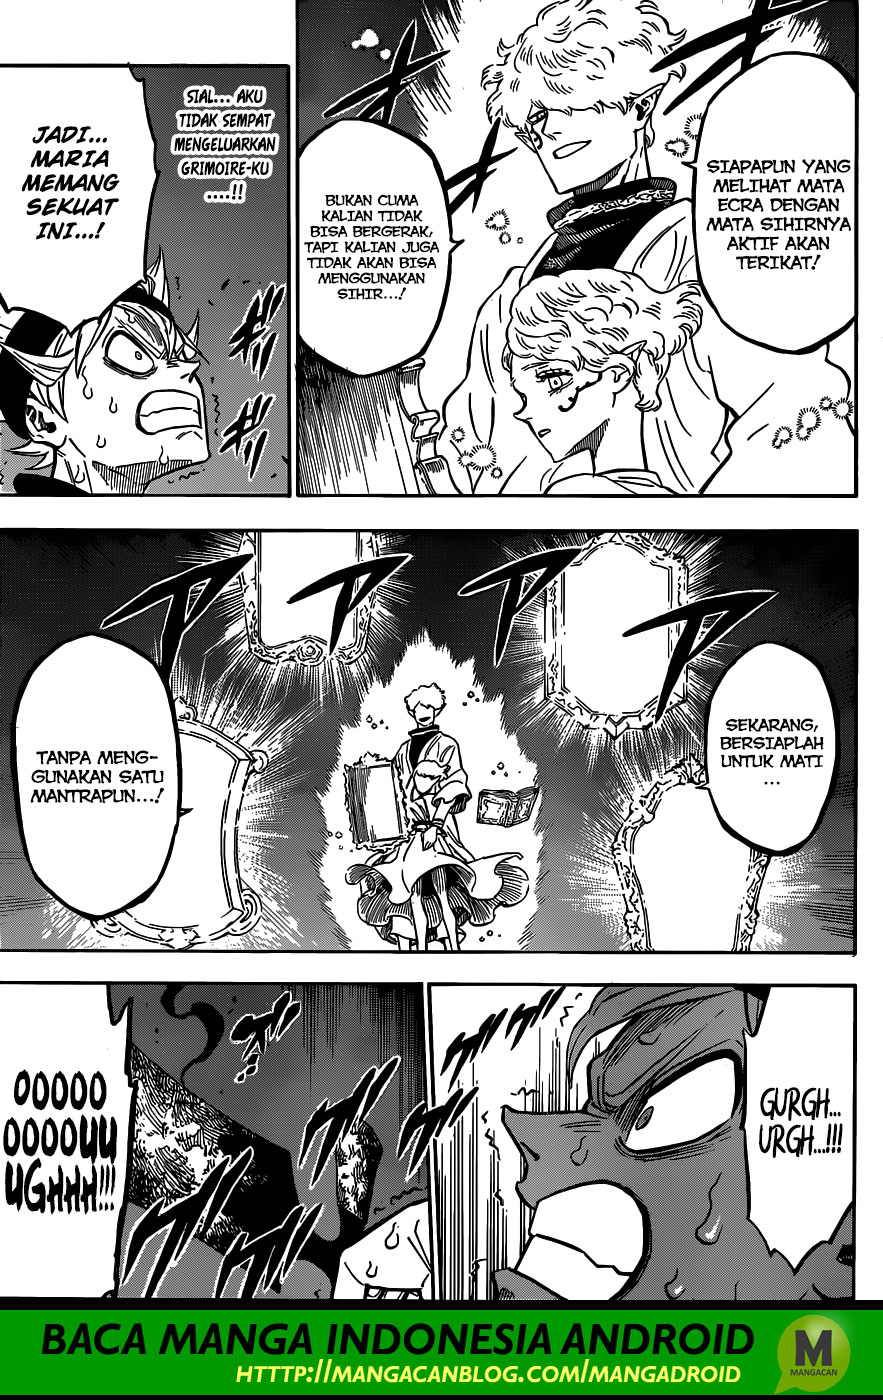 SIAPAPUN YANG
MELIHAT MATA
ECRA DENGAN
MATA SIHIRNYA
AKTIF AKAN
TERIKAT!
BUKAN CUMA
KALIAN TIDAK
BISA BERGERAK,
TAPI KALIAN JUGA
TIDAK AKAN BISA
MENGGUNAKAN
SIHIR...!
SIAL... AKU
TIDAK SEMPAT
MENGELUARKAN
GRIMOIRE-KU
....!!
JADI...
MARIA
MEMANG
SEKUAT
INI...!
SEKARANG,
BERSIAPLAH
UNTUK MATI
...
TANPA MENG-
GUNAKAN SATU
MANTRAPUN...!
GURGH...
URGH...!!!
OOOOO
OOOOUU
UGHHH!!!
BACA MANGA INDONESIA ANDROID
HTTTP://MANGACANBLOG.COM/MANGADROID
M
MANGACAN